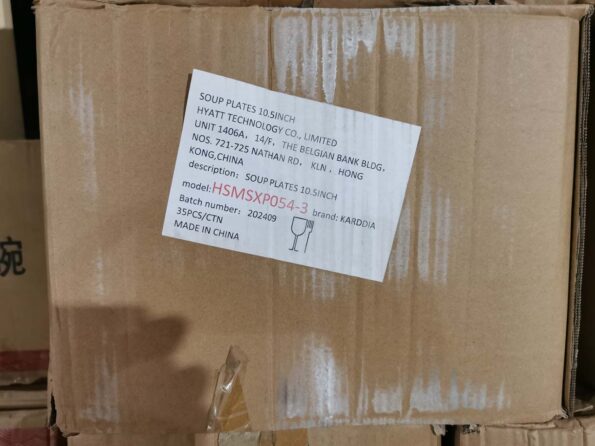 SOUP PLATES 10.5INCH
HYATT TECHNOLOGY CO., LIMITED
UNIT 1406A, 14/F, THE BELGIAN BANK BLDG,
NOS. 721-725 NATHAN RD, KLN , HONG
KONG,CHINA
description: SOUP PLATES 10.5INCH
model:HSMSXP054-3 brand: KARDDIA
Batch number: 202409
35PCS/CTN
MADE IN CHINA
碗